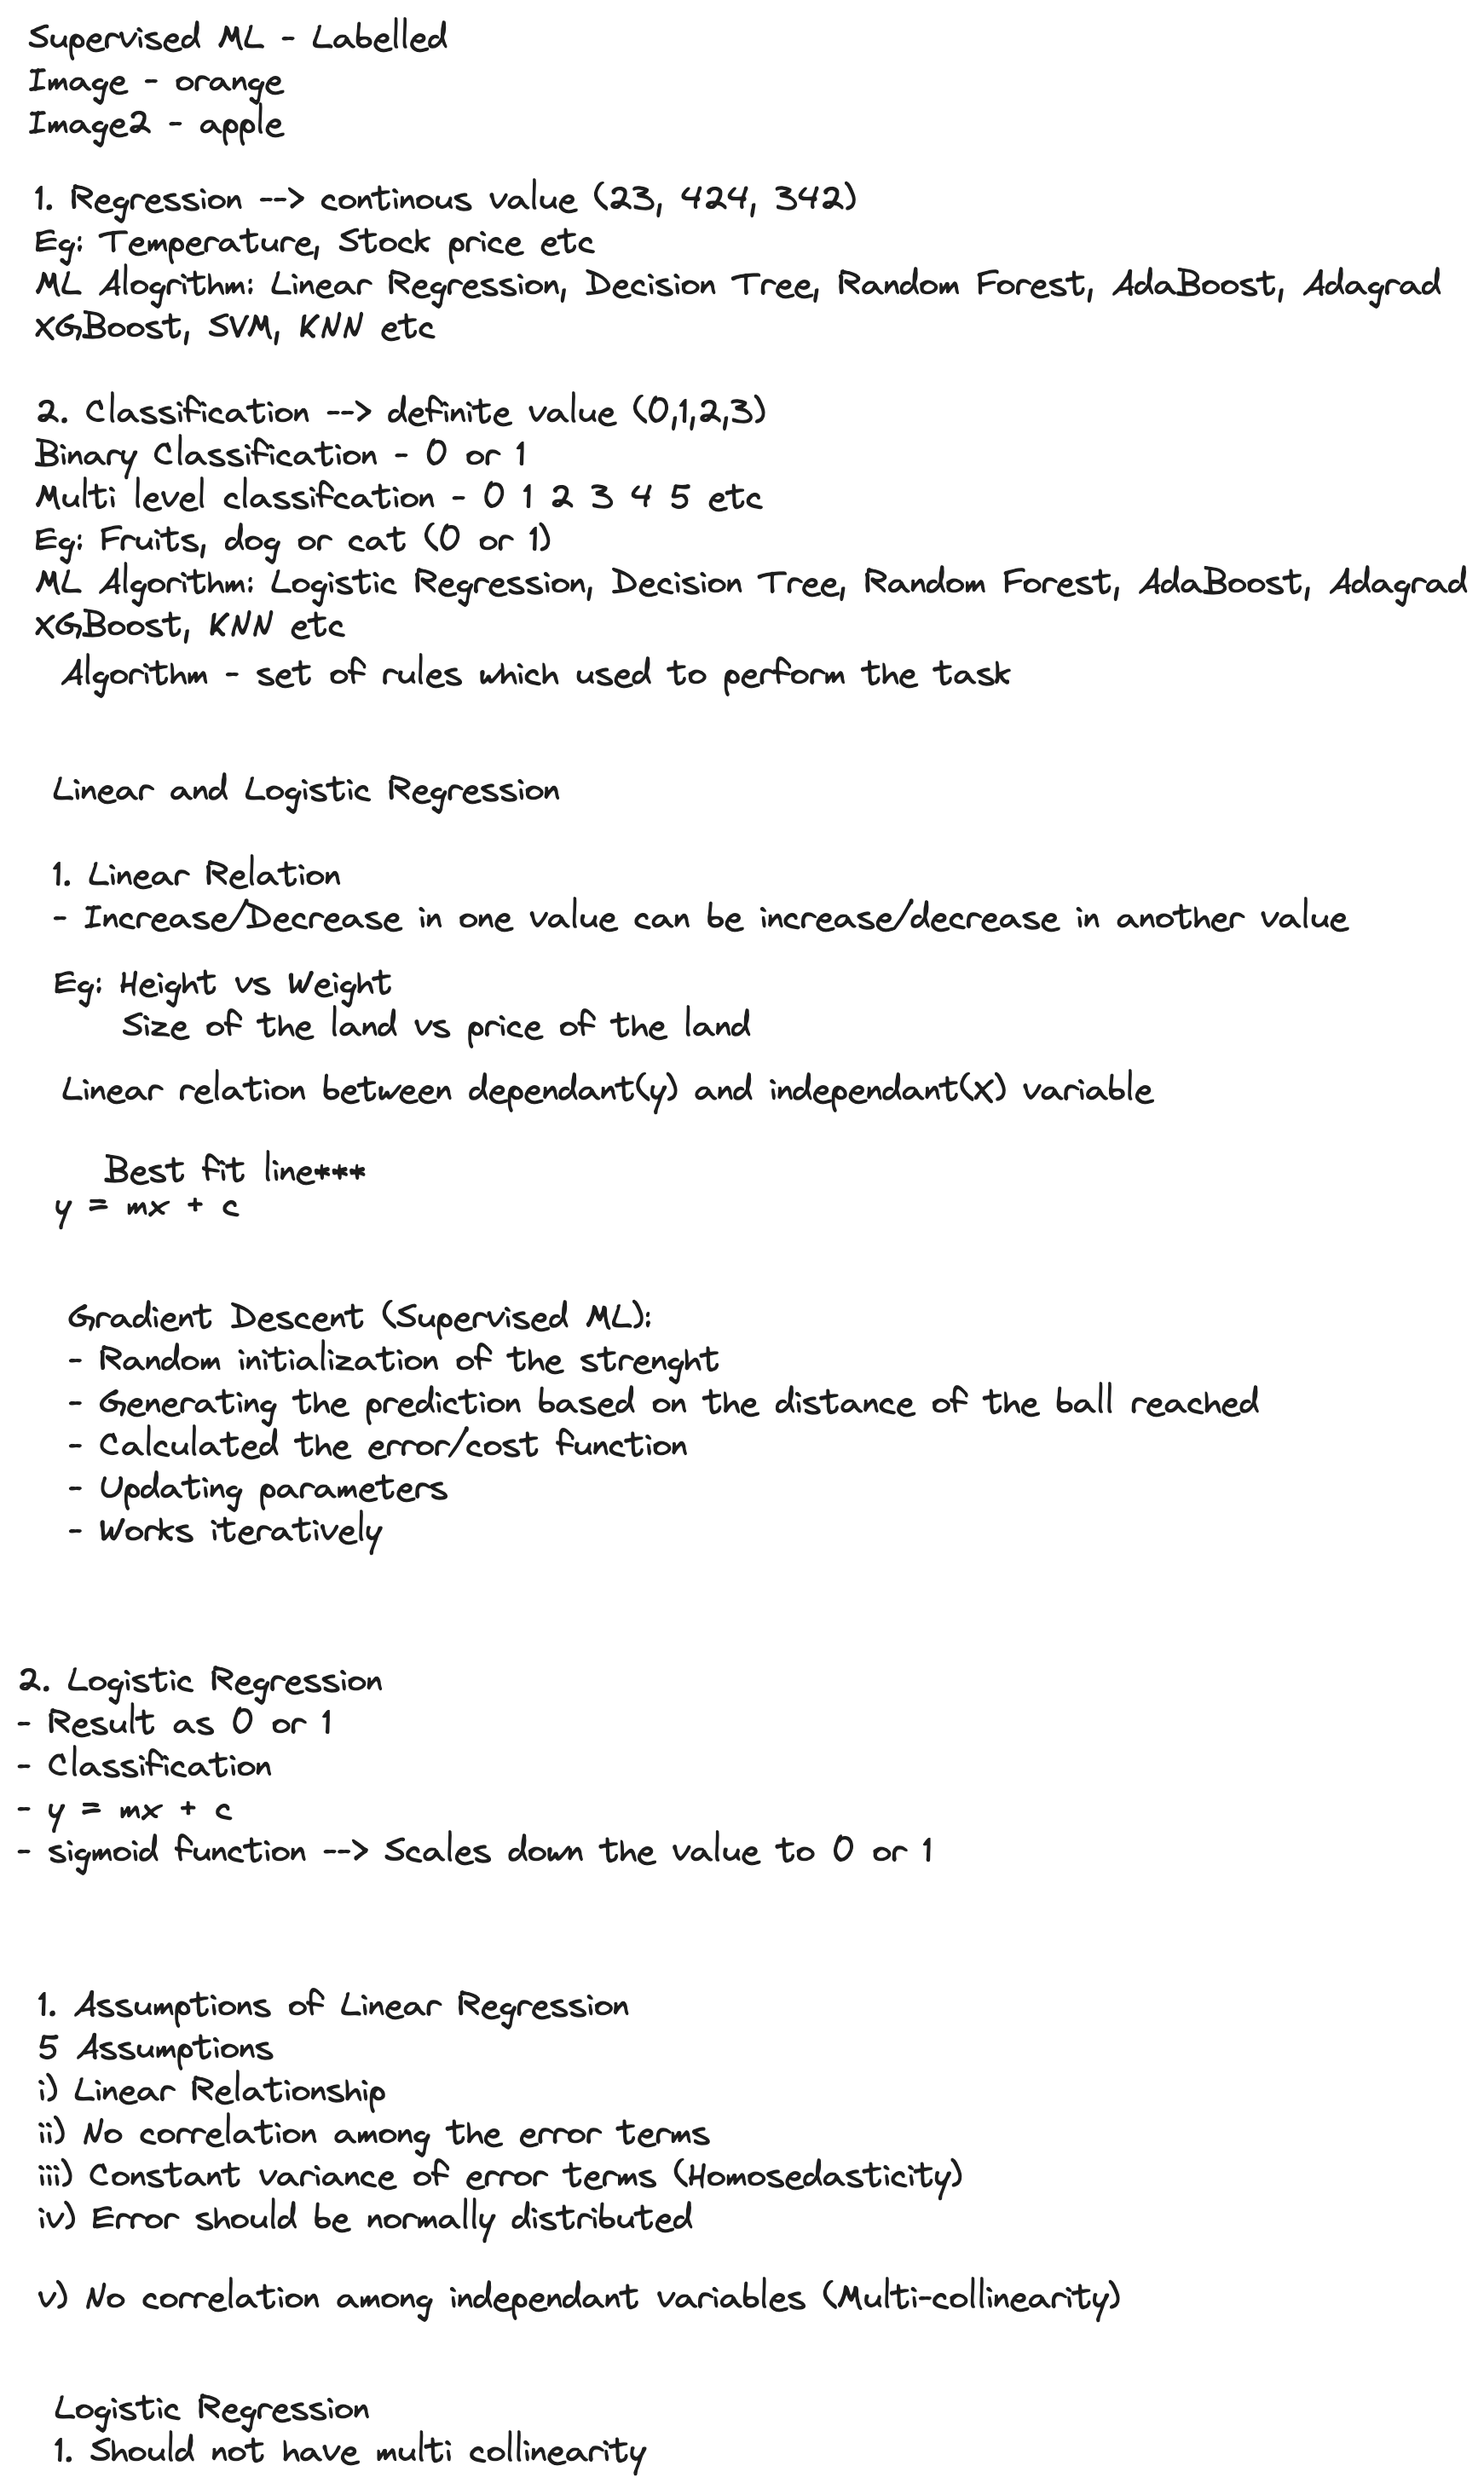 Supervised ML - Labelled
Image - orange
Image2 - apple
1. Regression --> continous value (23, 424, 342)
Eg: Temperature, Stock price etc
ML Alogrithm: Linear Regression, Decision Tree, Random Forest, AdaBoost, Adagrad
XGBoost, SVM, KNN etc
2. Classification --> definite value (0,1,2,3)
Binary Classification - 0 or 1
Multi level classifcation - 0 1 2 3 4 5 etc
Eg: Fruits, dog or cat (0 or 1)
ML Algorithm: Logistic Regression, Decision Tree, Random Forest, AdaBoost, Adagrad
XGBoost, KNN etc
Algorithm - set of rules which used to perform the task
Linear and Logistic Regression
1. Linear Relation
- Increase/Decrease in one value can be increase/decrease in another value
Eg: Height vs Weight
Size of the land vs price of the land
Linear relation between dependant(y) and independant(X) variable
Best fit line***
y = mx + c
Gradient Descent (Supervised ML):
- Random initialization of the strenght
- Generating the prediction based on the distance of the ball reached
- Calculated the error/cost function
- Updating parameters
- Works iteratively
2. Logistic Regression
- Result as 0 or 1
- Classification
- y = mx + c
- sigmoid function --> Scales down the value to 0 or 1
1. Assumptions of Linear Regression
5 Assumptions
i) Linear Relationship
ii) No correlation among the error terms
iii) Constant variance of error terms (Homosedasticity)
iv) Error should be normally distributed
v) No correlation among independant variables (Multi-collinearity)
Logistic Regression
1. Should not have multi collinearity